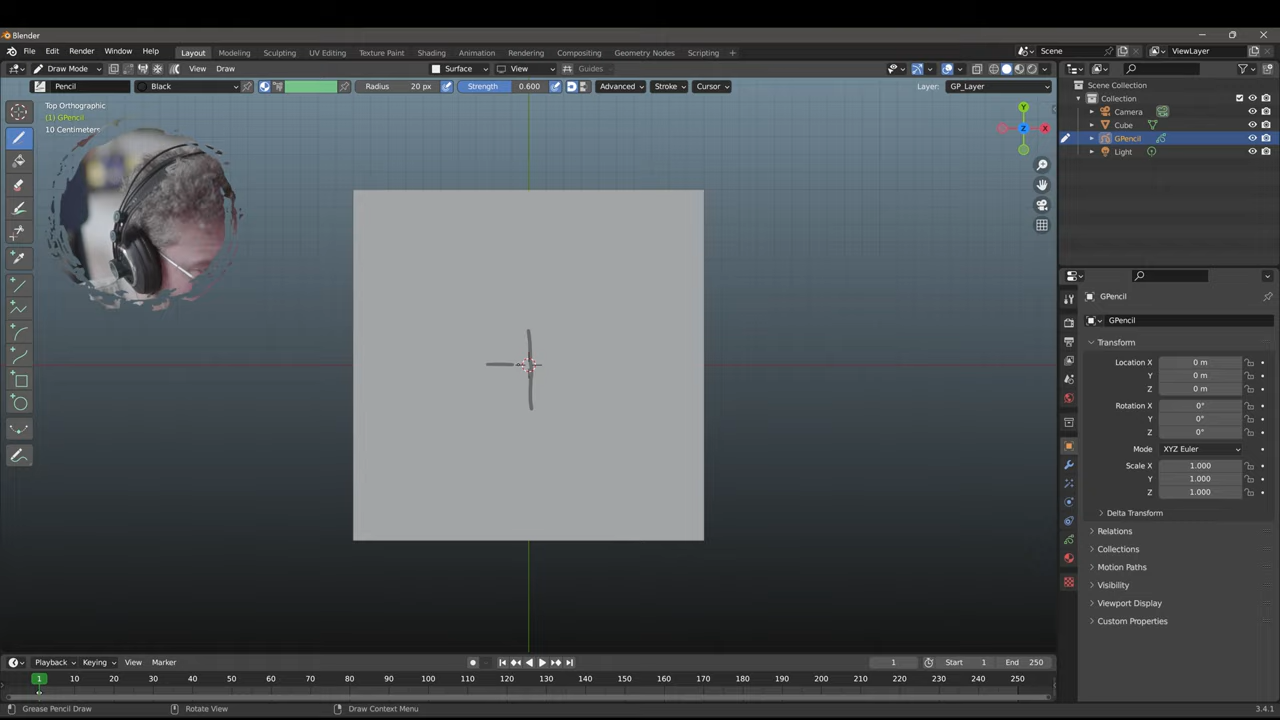 Blender
File Edit Render Window Help Layout Modeling Sculpting UV Editing Texture Paint Shading Animation Rendering Compositing Geometry Nodes Scripting + Scene ViewLayer
Draw Mode View Draw Surface View Guides
Pencil Black Radius 20 px Strength 0.600 Advanced Stroke Cursor Layer: GP_Layer
Top Orthographic
(1) GPencil
10 Centimeters
Y
Z X
Scene Collection
Collection
Camera
Cube
GPencil
Light
GPencil
GPencil
Transform
Location X 0 m
Y 0 m
Z 0 m
Rotation X 0°
Y 0°
Z 0°
Mode XYZ Euler
Scale X 1.000
Y 1.000
Z 1.000
Delta Transform
Relations
Collections
Motion Paths
Visibility
Viewport Display
Custom Properties
Playback Keying View Marker 1 Start 1 End 250
1 10 20 30 40 50 60 70 80 90 100 110 120 130 140 150 160 170 180 190 200 210 220 230 240 250
Grease Pencil Draw Rotate View Draw Context Menu 3.4.1